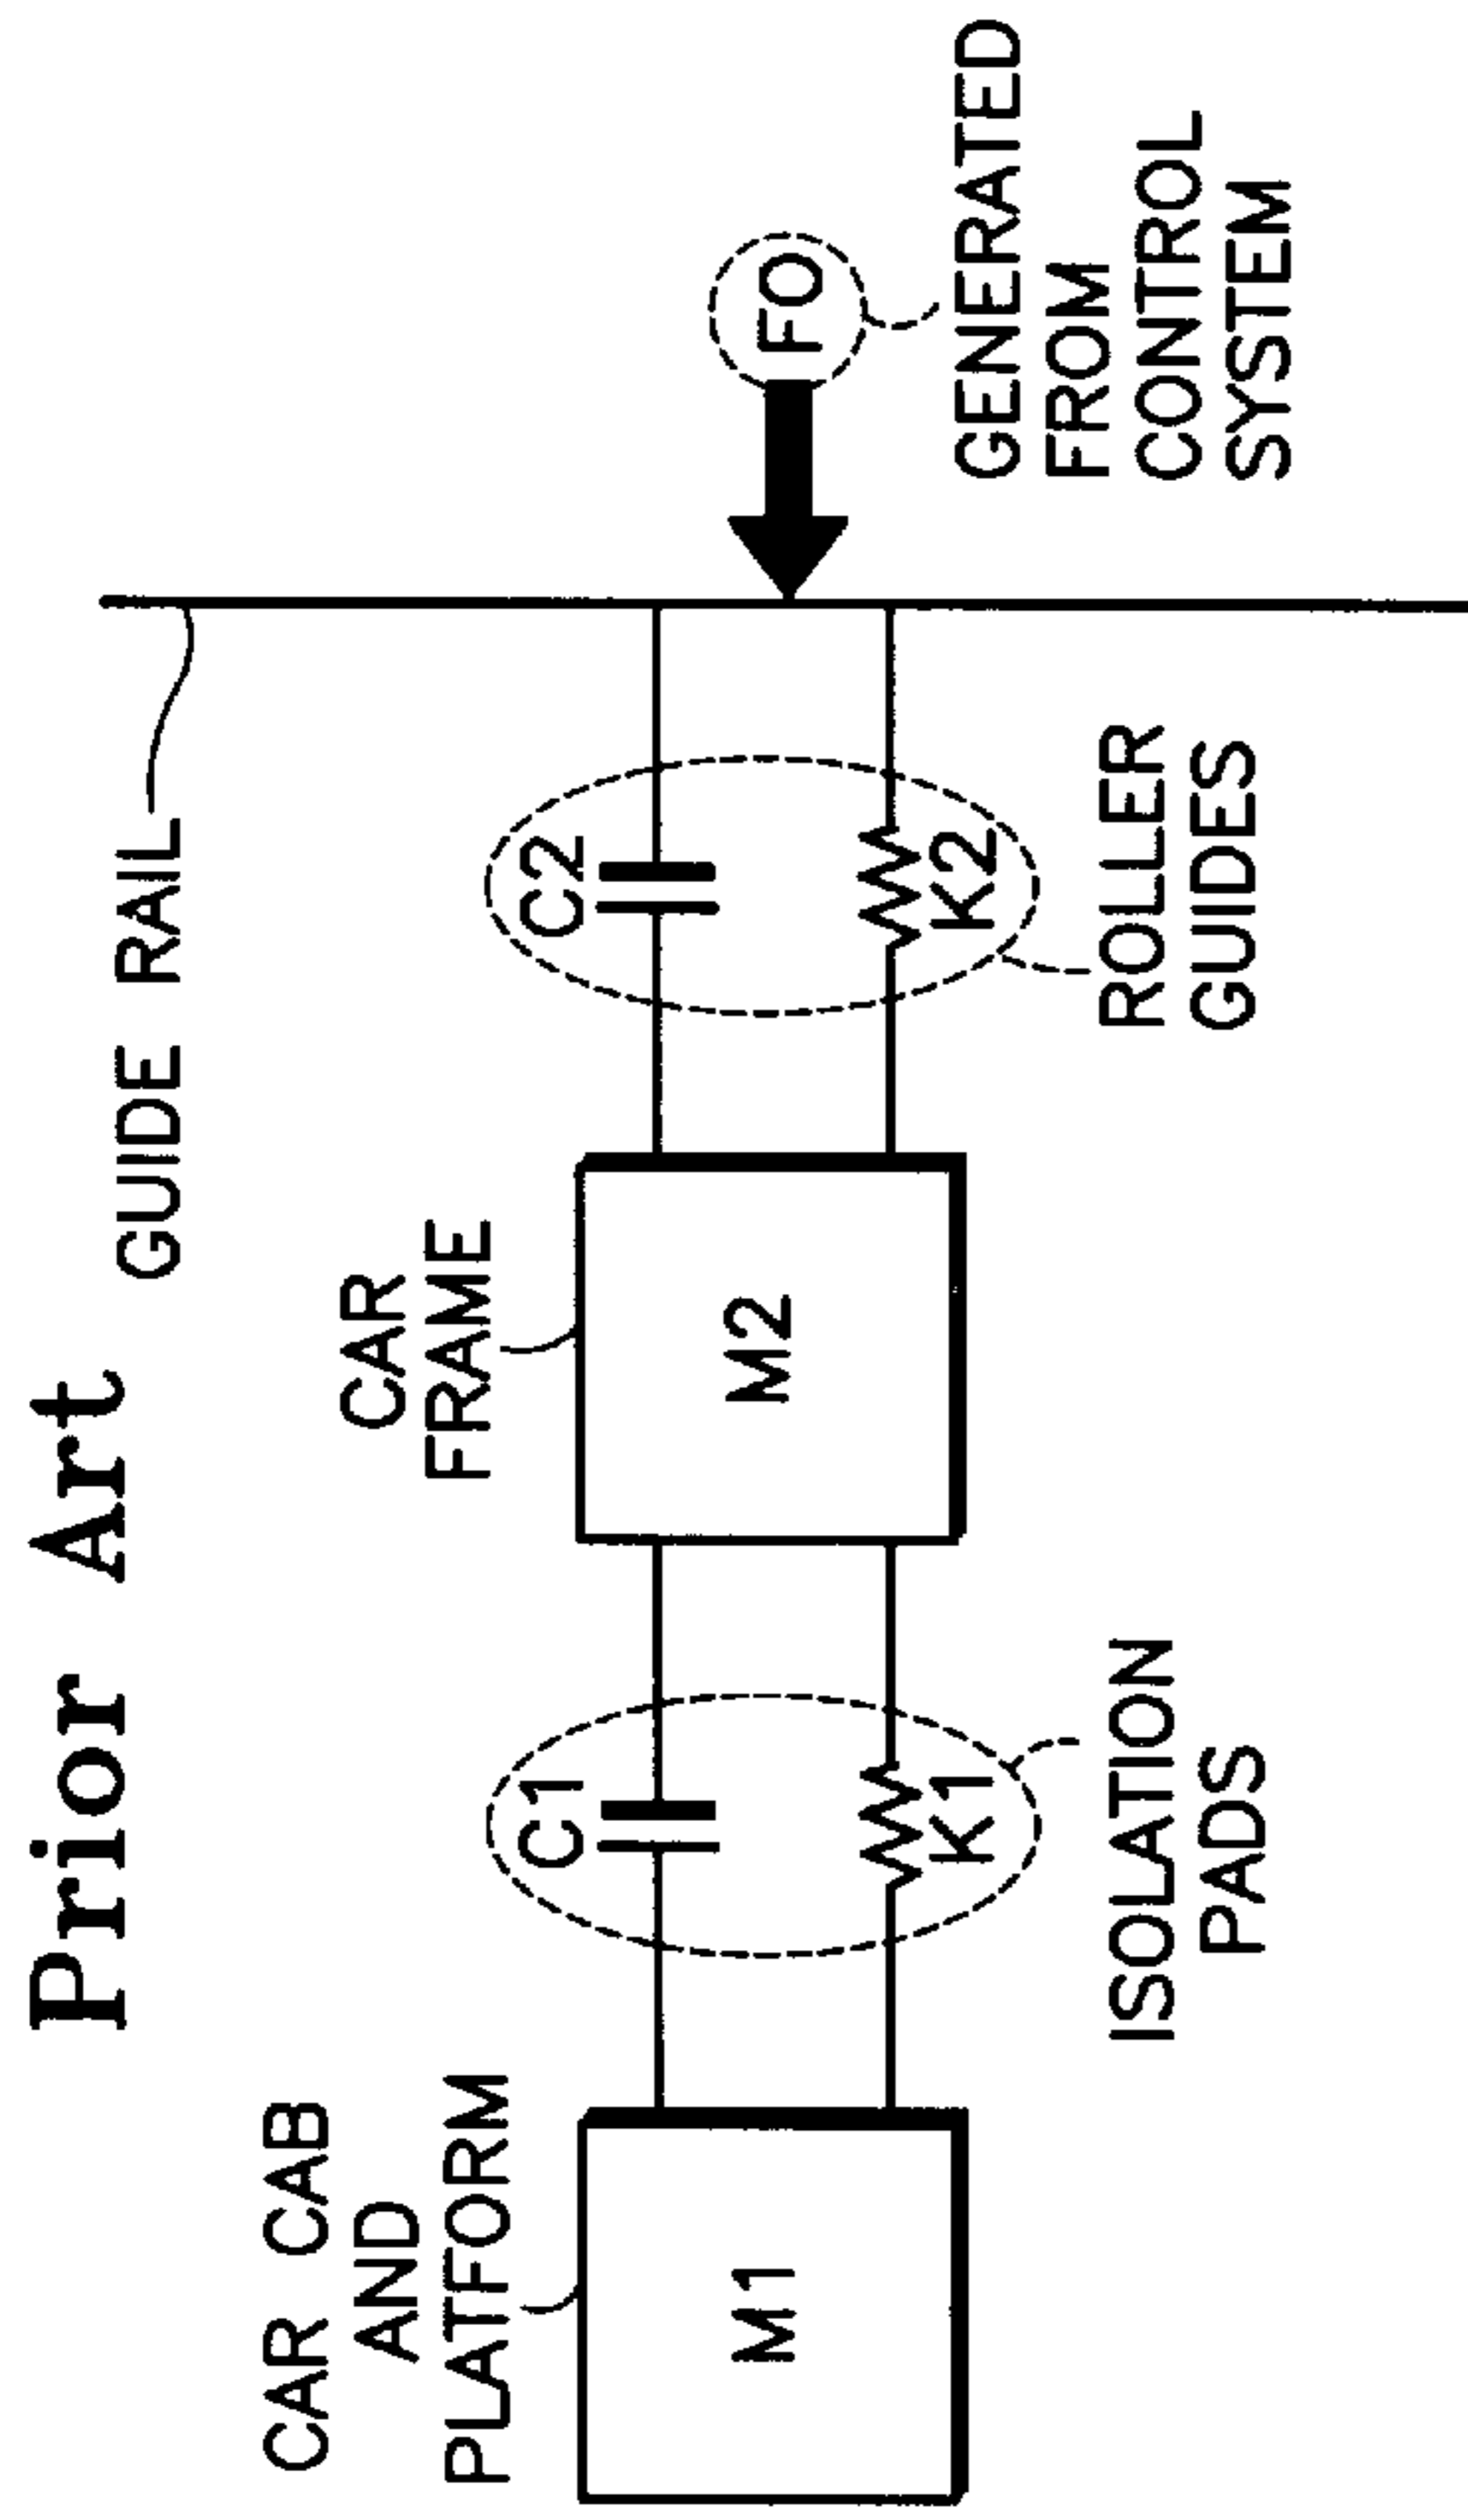 Prior Art
GUIDE RAIL
CAR CAB
AND
PLATFORM
CAR
FRAME
C1
C2
M1
M2
FO
K1
K2
ISOLATION
PADS
ROLLER
GUIDES
GENERATED
FROM
CONTROL
SYSTEM